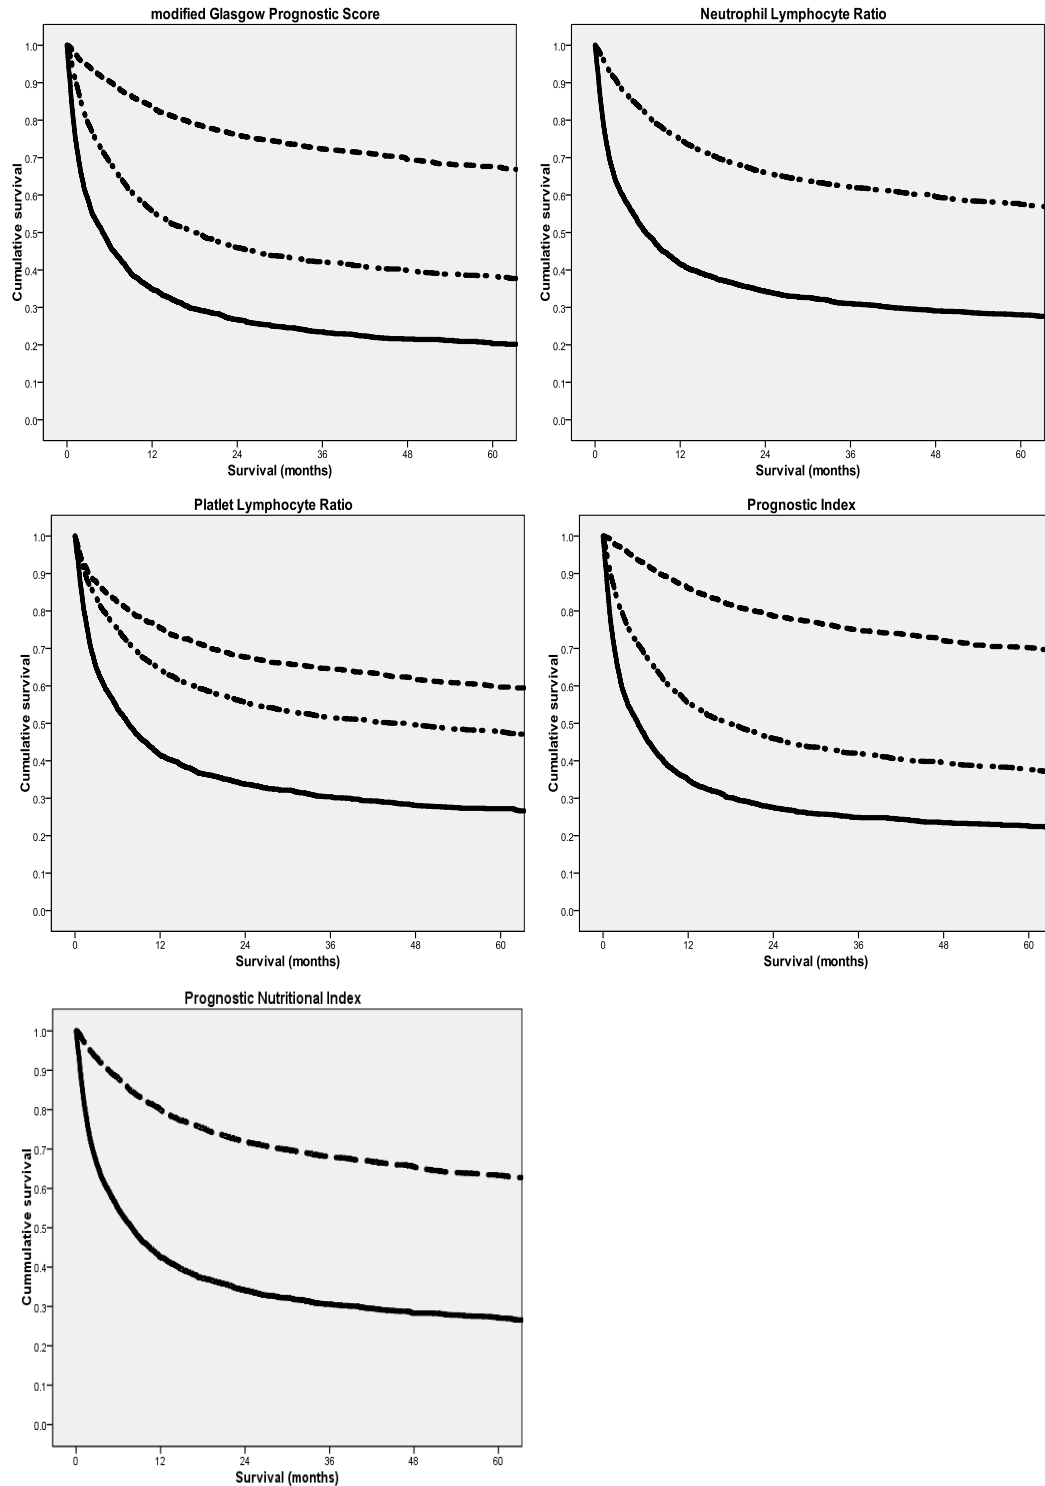 modified Glasgow Prognostic Score
Cumulative survival
1.0
0.9
0.8
0.7
0.6
0.5
0.4
0.3
0.2
0.1
0.0
0 12 24 36 48 60
Survival (months)
Neutrophil Lymphocyte Ratio
Cumulative survival
1.0
0.9
0.8
0.7
0.6
0.5
0.4
0.3
0.2
0.1
0.0
0 12 24 36 48 60
Survival (months)
Platlet Lymphocyte Ratio
Cumulative survival
1.0
0.9
0.8
0.7
0.6
0.5
0.4
0.3
0.2
0.1
0.0
0 12 24 36 48 60
Survival (months)
Prognostic Index
Cumulative survival
1.0
0.9
0.8
0.7
0.6
0.5
0.4
0.3
0.2
0.1
0.0
0 12 24 36 48 60
Survival (months)
Prognostic Nutritional Index
Cummulative survival
1.0
0.9
0.8
0.7
0.6
0.5
0.4
0.3
0.2
0.1
0.0
0 12 24 36 48 60
Survival (months)